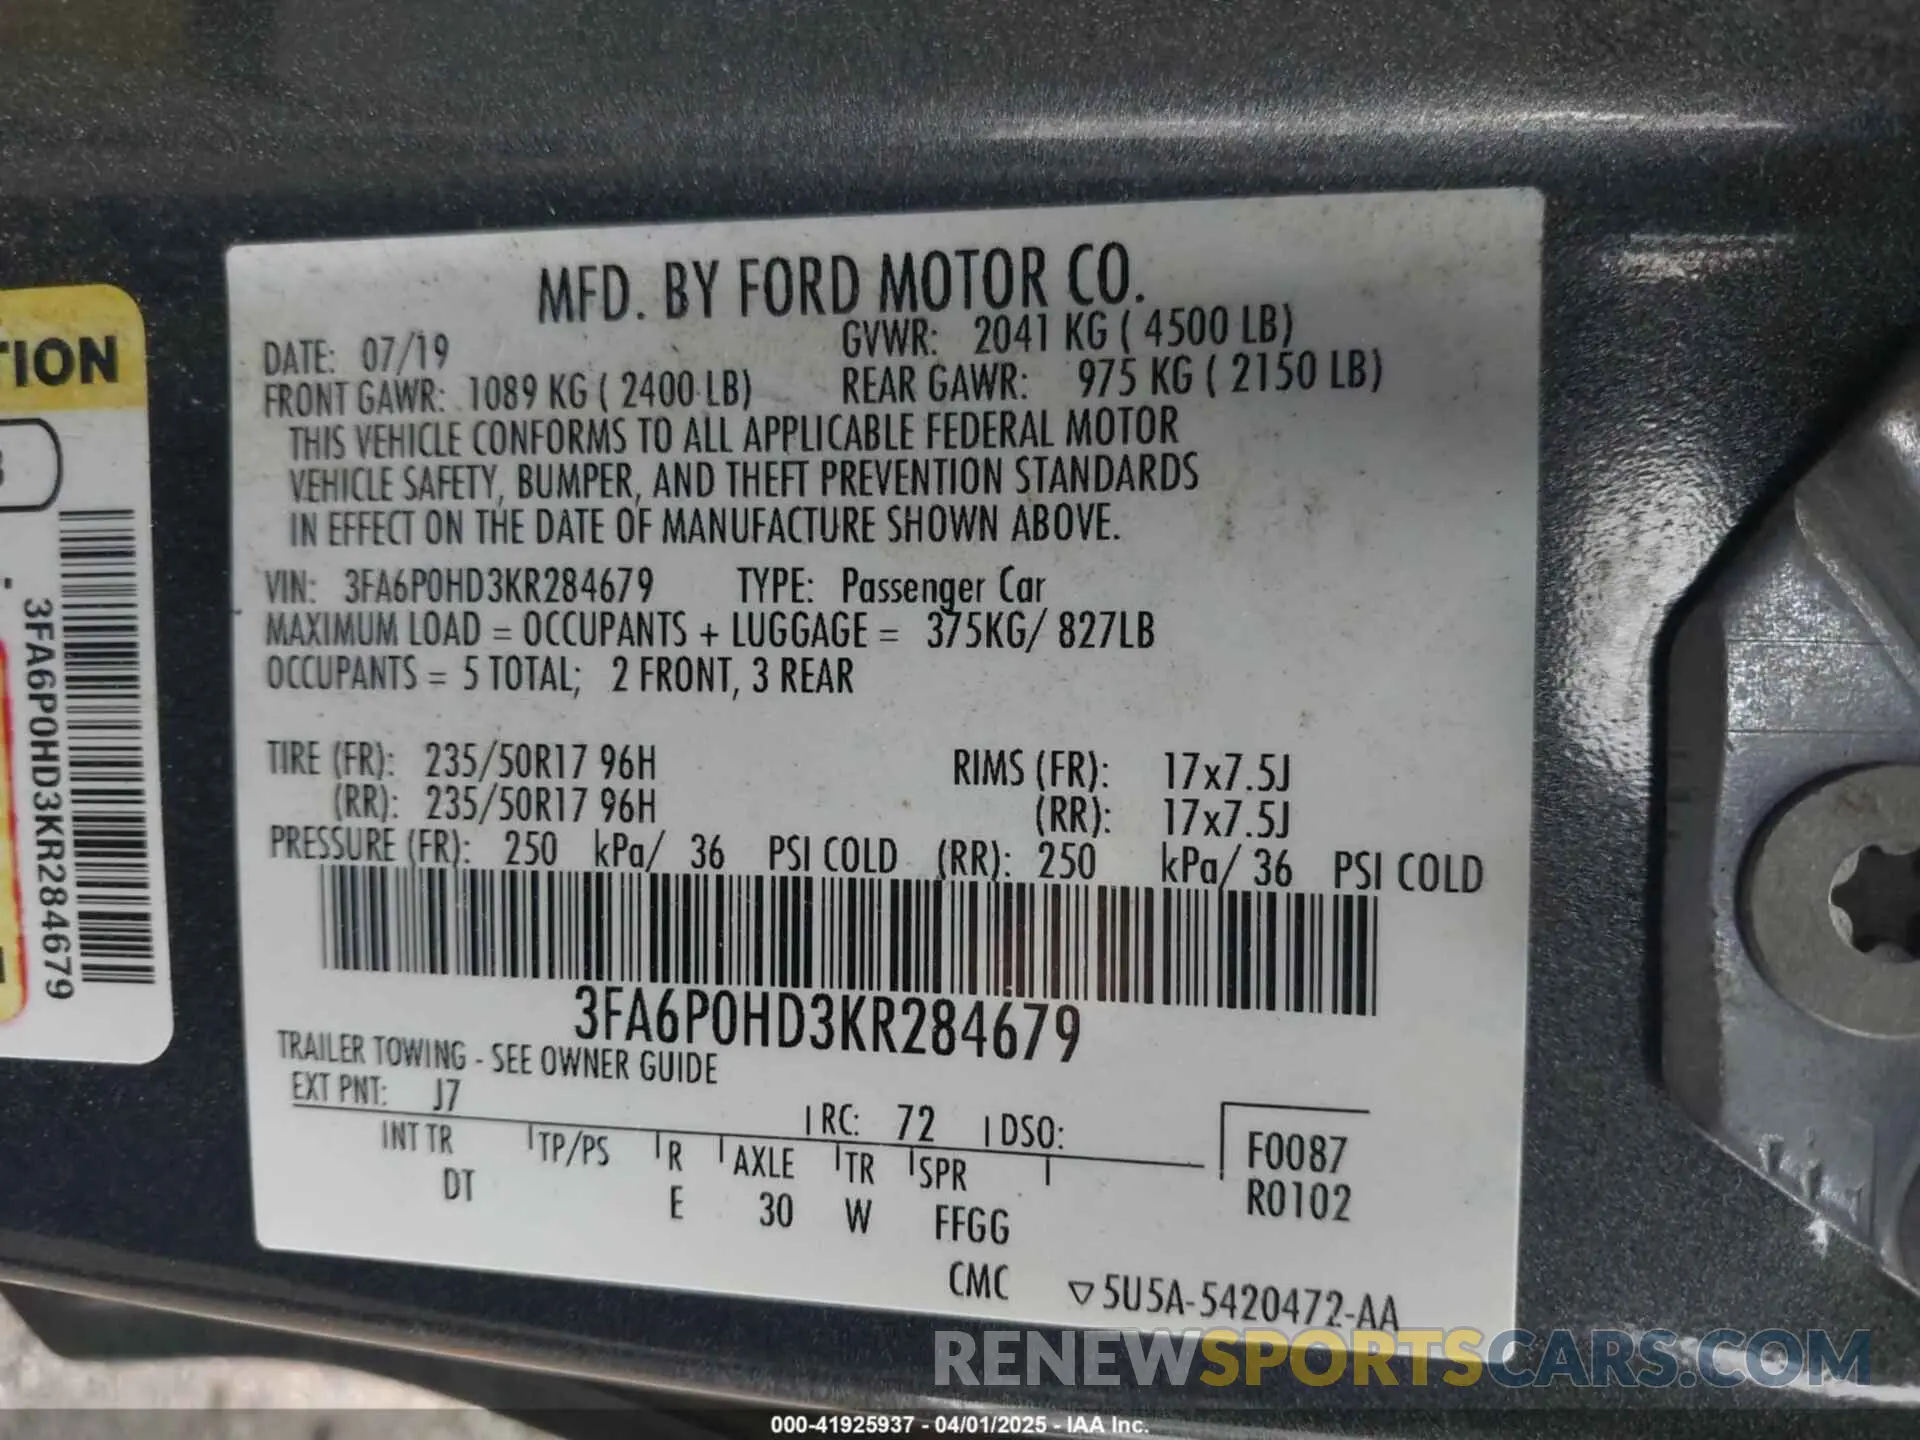 MFD. BY FORD MOTOR CO.
DATE: 07/19 GVWR: 2041 KG ( 4500 LB)
FRONT GAWR: 1089 KG ( 2400 LB) REAR GAWR: 975 KG ( 2150 LB)
THIS VEHICLE CONFORMS TO ALL APPLICABLE FEDERAL MOTOR
VEHICLE SAFETY, BUMPER, AND THEFT PREVENTION STANDARDS
IN EFFECT ON THE DATE OF MANUFACTURE SHOWN ABOVE.
VIN: 3FA6P0HD3KR284679 TYPE: Passenger Car
MAXIMUM LOAD = OCCUPANTS + LUGGAGE = 375KG/ 827LB
OCCUPANTS = 5 TOTAL; 2 FRONT, 3 REAR
TIRE (FR): 235/50R17 96H RIMS (FR): 17x7.5J
(RR): 235/50R17 96H (RR): 17x7.5J
PRESSURE (FR): 250 kPa/ 36 PSI COLD (RR): 250 kPa/ 36 PSI COLD
3FA6P0HD3KR284679
TRAILER TOWING - SEE OWNER GUIDE
EXT PNT: J7 RC: 72 DSO:
INT TR TP/PS R AXLE TR SPR F0087
DT E 30 W FFGG R0102
CMC ▽5U5A-5420472-AA
TION
3FA6P0HD3KR284679
RENEWSPORTSCARS.COM
000-41925937 - 04/01/2025 - IAA Inc.